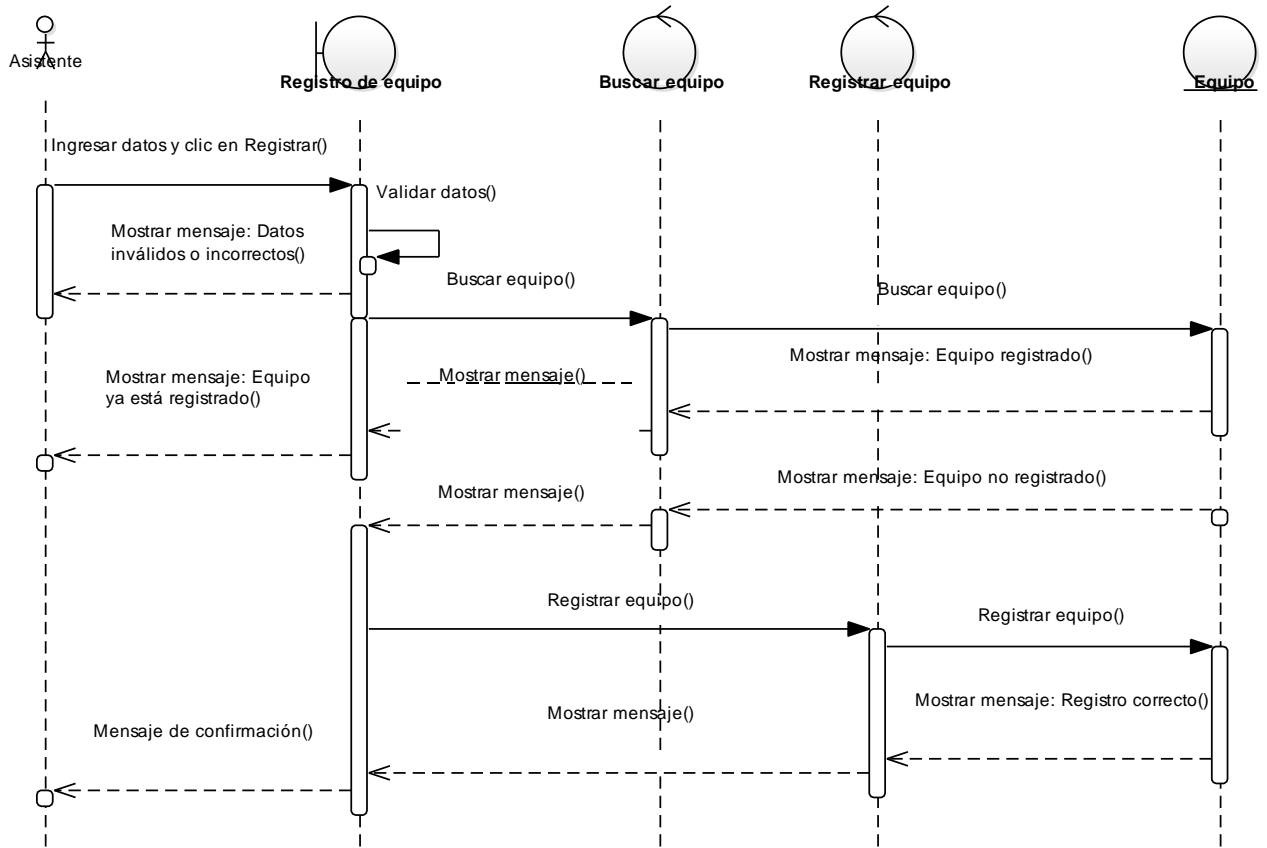 Asistente
Registro de equipo
Buscar equipo
Registrar equipo
Equipo
Ingresar datos y clic en Registrar()
Validar datos()
Mostrar mensaje: Datos
inválidos o incorrectos()
Buscar equipo()
Buscar equipo()
Mostrar mensaje: Equipo registrado()
Mostrar mensaje()
Mostrar mensaje: Equipo
ya está registrado()
Mostrar mensaje: Equipo no registrado()
Mostrar mensaje()
Registrar equipo()
Registrar equipo()
Mostrar mensaje: Registro correcto()
Mostrar mensaje()
Mensaje de confirmación()